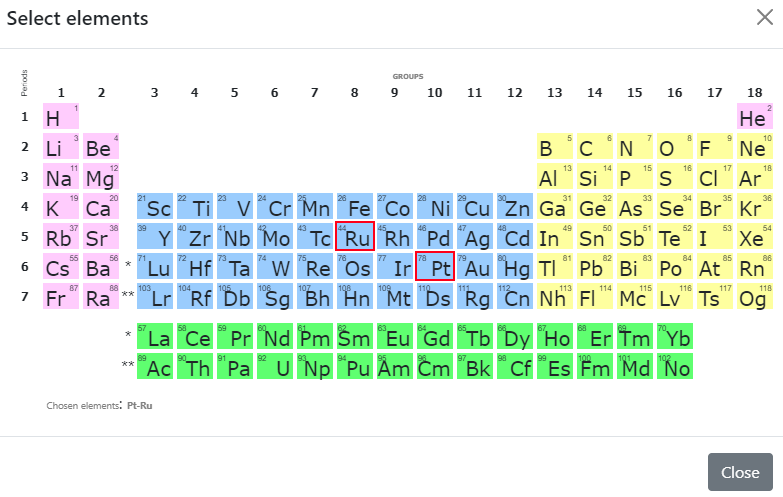 Select elements
Periods
GROUPS
1 2 3 4 5 6 7 8 9 10 11 12 13 14 15 16 17 18
1 H 1 He 2
2 Li 3 Be 4 B 5 C 6 N 7 O 8 F 9 Ne 10
3 Na 11 Mg 12 Al 13 Si 14 P 15 S 16 Cl 17 Ar 18
4 K 19 Ca 20 21 Sc 22 Ti 23 V 24 Cr 25 Mn 26 Fe 27 Co 28 Ni 29 Cu 30 Zn Ga 31 Ge 32 As 33 Se 34 Br 35 Kr 36
5 Rb 37 Sr 38 39 Y 40 Zr 41 Nb 42 Mo 43 Tc 44 Ru 45 Rh 46 Pd 47 Ag 48 Cd In 49 Sn 50 Sb 51 Te 52 I 53 Xe 54
6 Cs 55 Ba 56 * 71 Lu 72 Hf 73 Ta 74 W 75 Re 76 Os 77 Ir 78 Pt 79 Au 80 Hg Tl 81 Pb 82 Bi 83 Po 84 At 85 Rn 86
7 Fr 87 Ra 88 ** 103 Lr 104 Rf 105 Db 106 Sg 107 Bh 108 Hn 109 Mt 110 Ds 111 Rg 112 Cn Nh 113 Fl 114 Mc 115 Lv 116 Ts 117 Og 118
* 57 La 58 Ce 59 Pr 60 Nd 61 Pm 62 Sm 63 Eu 64 Gd 65 Tb 66 Dy 67 Ho 68 Er 69 Tm 70 Yb
** 89 Ac 90 Th 91 Pa 92 U 93 Np 94 Pu 95 Am 96 Cm 97 Bk 98 Cf 99 Es 100 Fm 101 Md 102 No
Chosen elements: Pt-Ru
Close